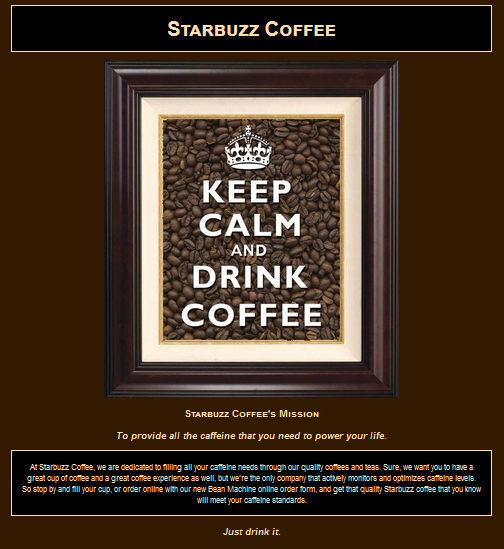 Starbuzz Coffee
KEEP
CALM
AND
DRINK
COFFEE
Starbuzz Coffee's Mission
To provide all the caffeine that you need to power your life.
At Starbuzz Coffee, we are dedicated to filling all your caffeine needs through our quality coffees and teas. Sure, we want you to have a
great cup of coffee and a great coffee experience as well, but we're the only company that actively monitors and optimizes caffeine levels.
So stop by and fill your cup, or order online with our new Bean Machine online order form, and get that quality Starbuzz coffee that you know
will meet your caffeine standards.
Just drink it.